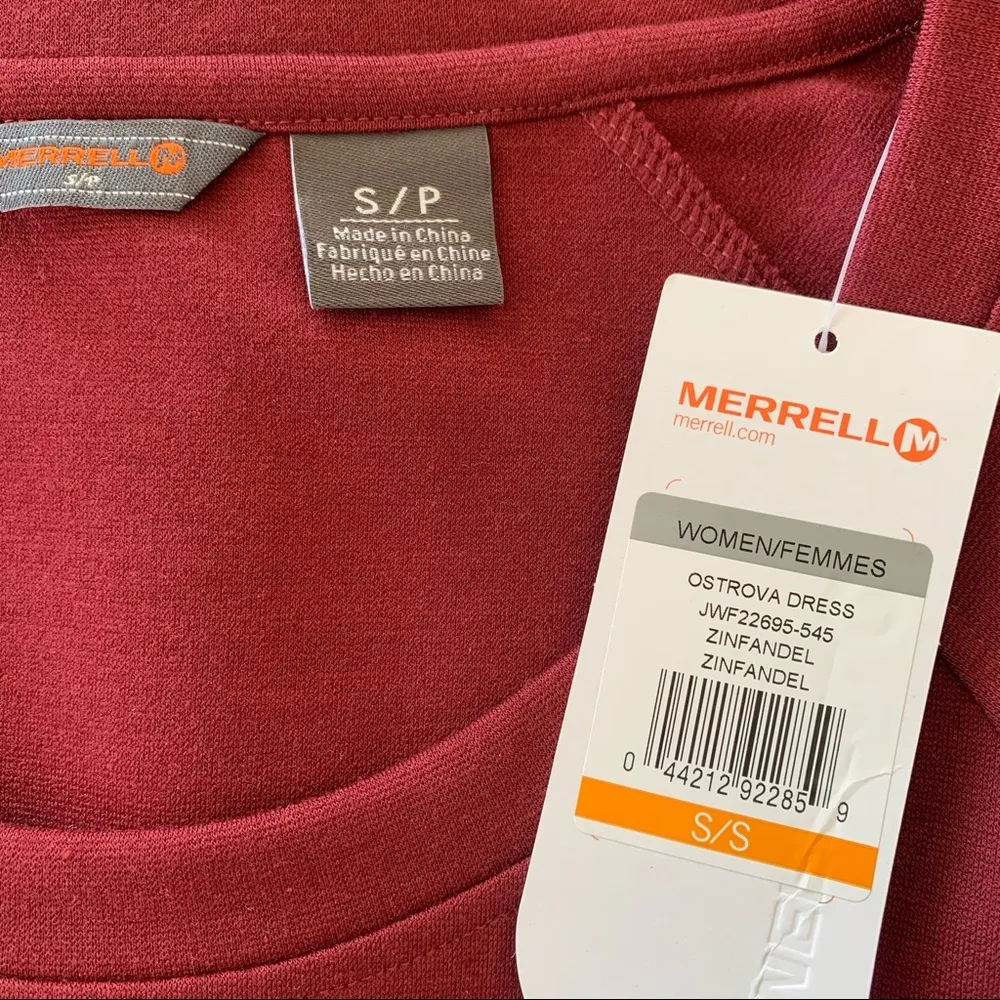 MERRELL M
S/P
S/P
Made in China
Fabriqué en Chine
Hecho en China
MERRELL M™
merrell.com
WOMEN/FEMMES
OSTROVA DRESS
JWF22695-545
ZINFANDEL
ZINFANDEL
0 44212 92285 9
S/S